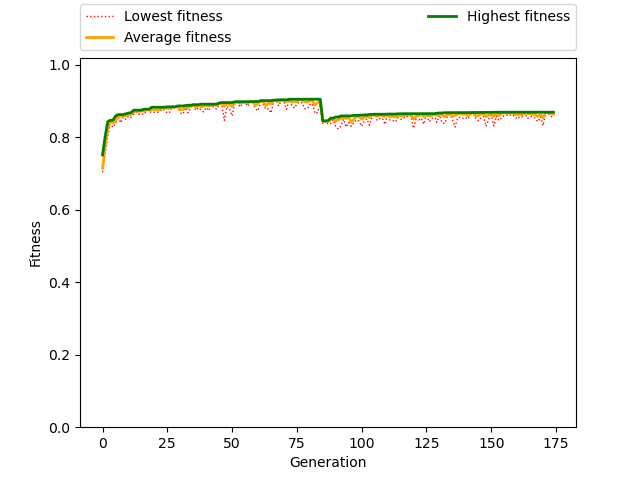 Lowest fitness
Average fitness
Highest fitness
1.0
0.8
0.6
0.4
0.2
0.0
Fitness
0 25 50 75 100 125 150 175
Generation